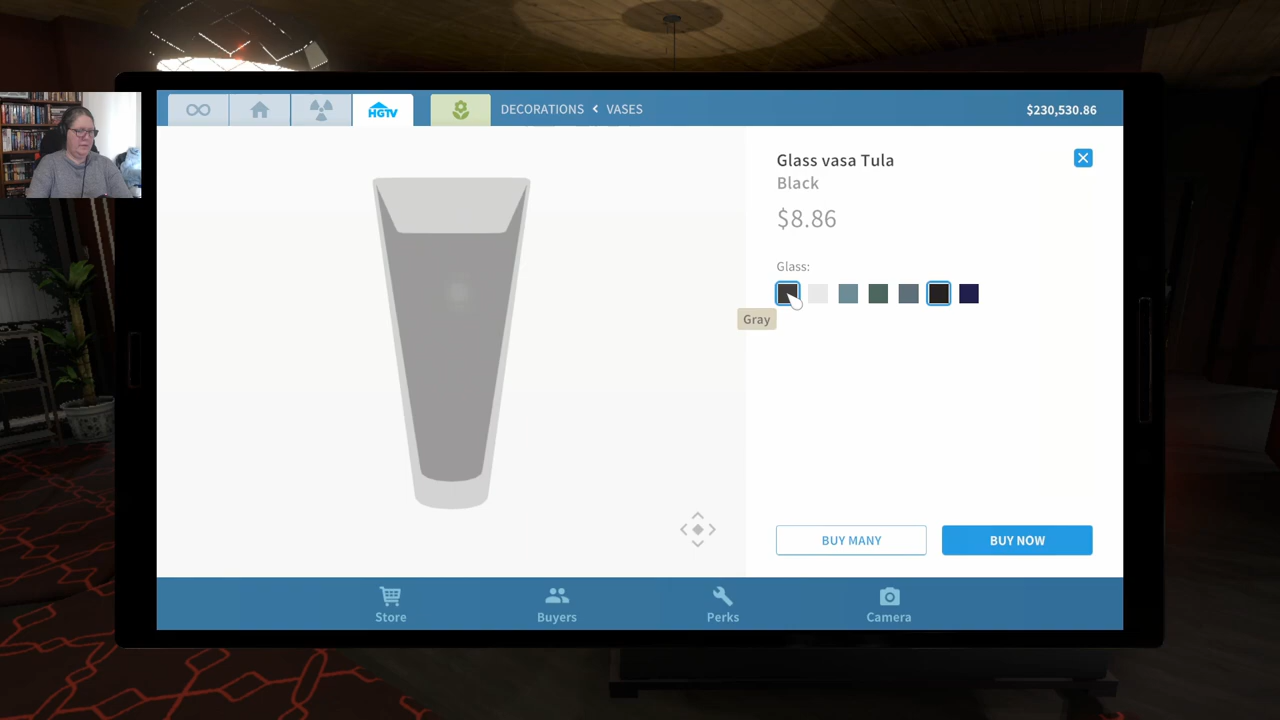 HGTV
DECORATIONS < VASES
$230,530.86
Glass vasa Tula
Black
$8.86
Glass:
Gray
BUY MANY
BUY NOW
Store
Buyers
Perks
Camera